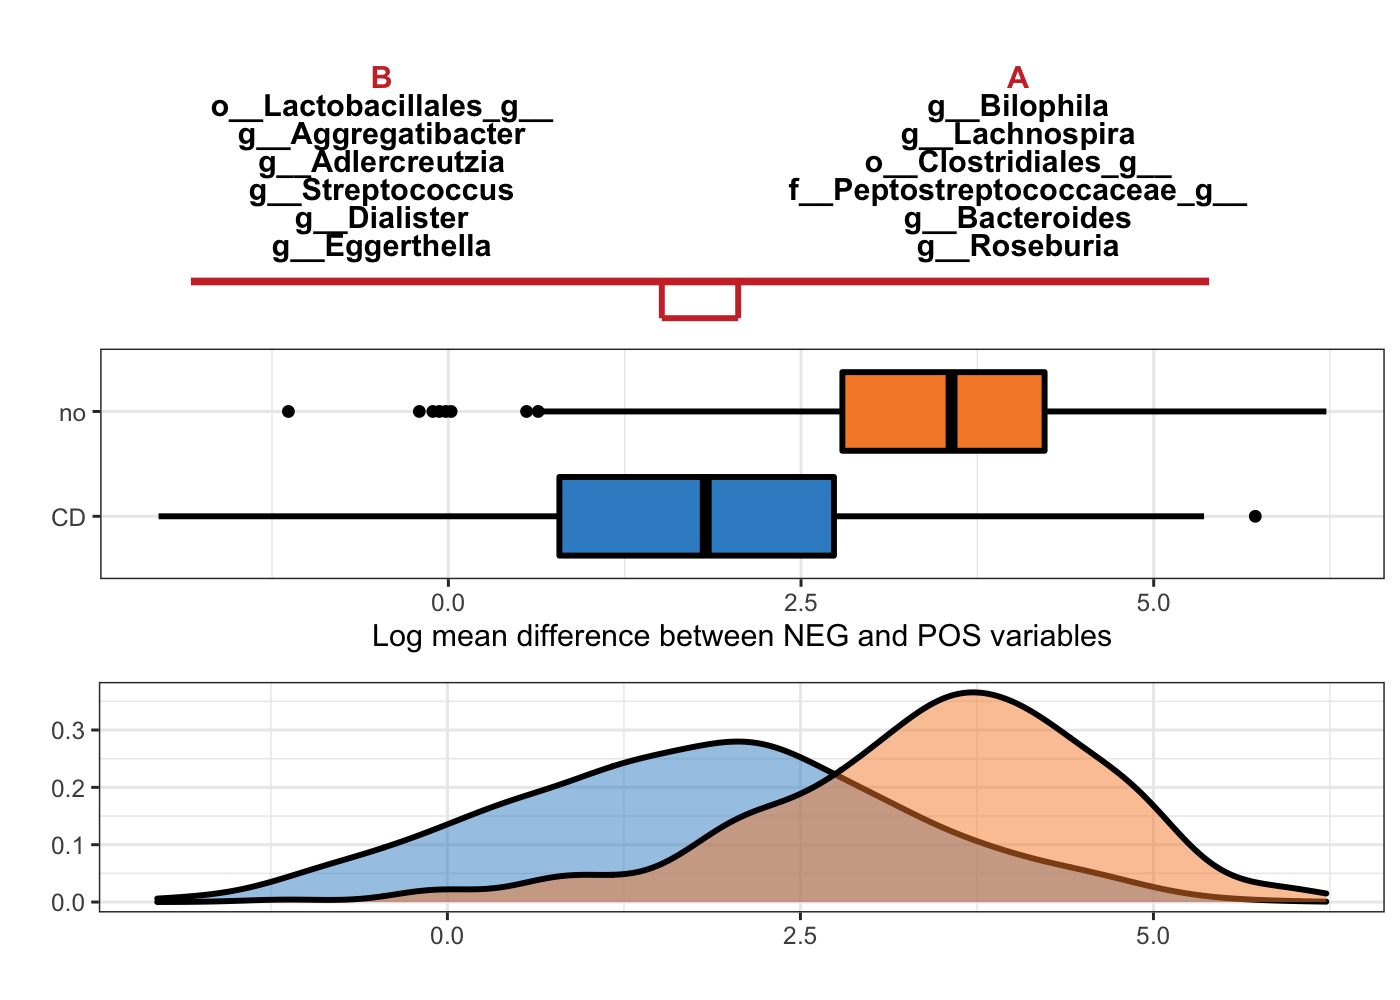 B
o__Lactobacillales_g__
g__Aggregatibacter
g__Adlercreutzia
g__Streptococcus
g__Dialister
g__Eggerthella
A
g__Bilophila
g__Lachnospira
o__Clostridiales_g__
f__Peptostreptococcaceae_g__
g__Bacteroides
g__Roseburia
no
CD
0.0 2.5 5.0
Log mean difference between NEG and POS variables
0.3
0.2
0.1
0.0
0.0 2.5 5.0